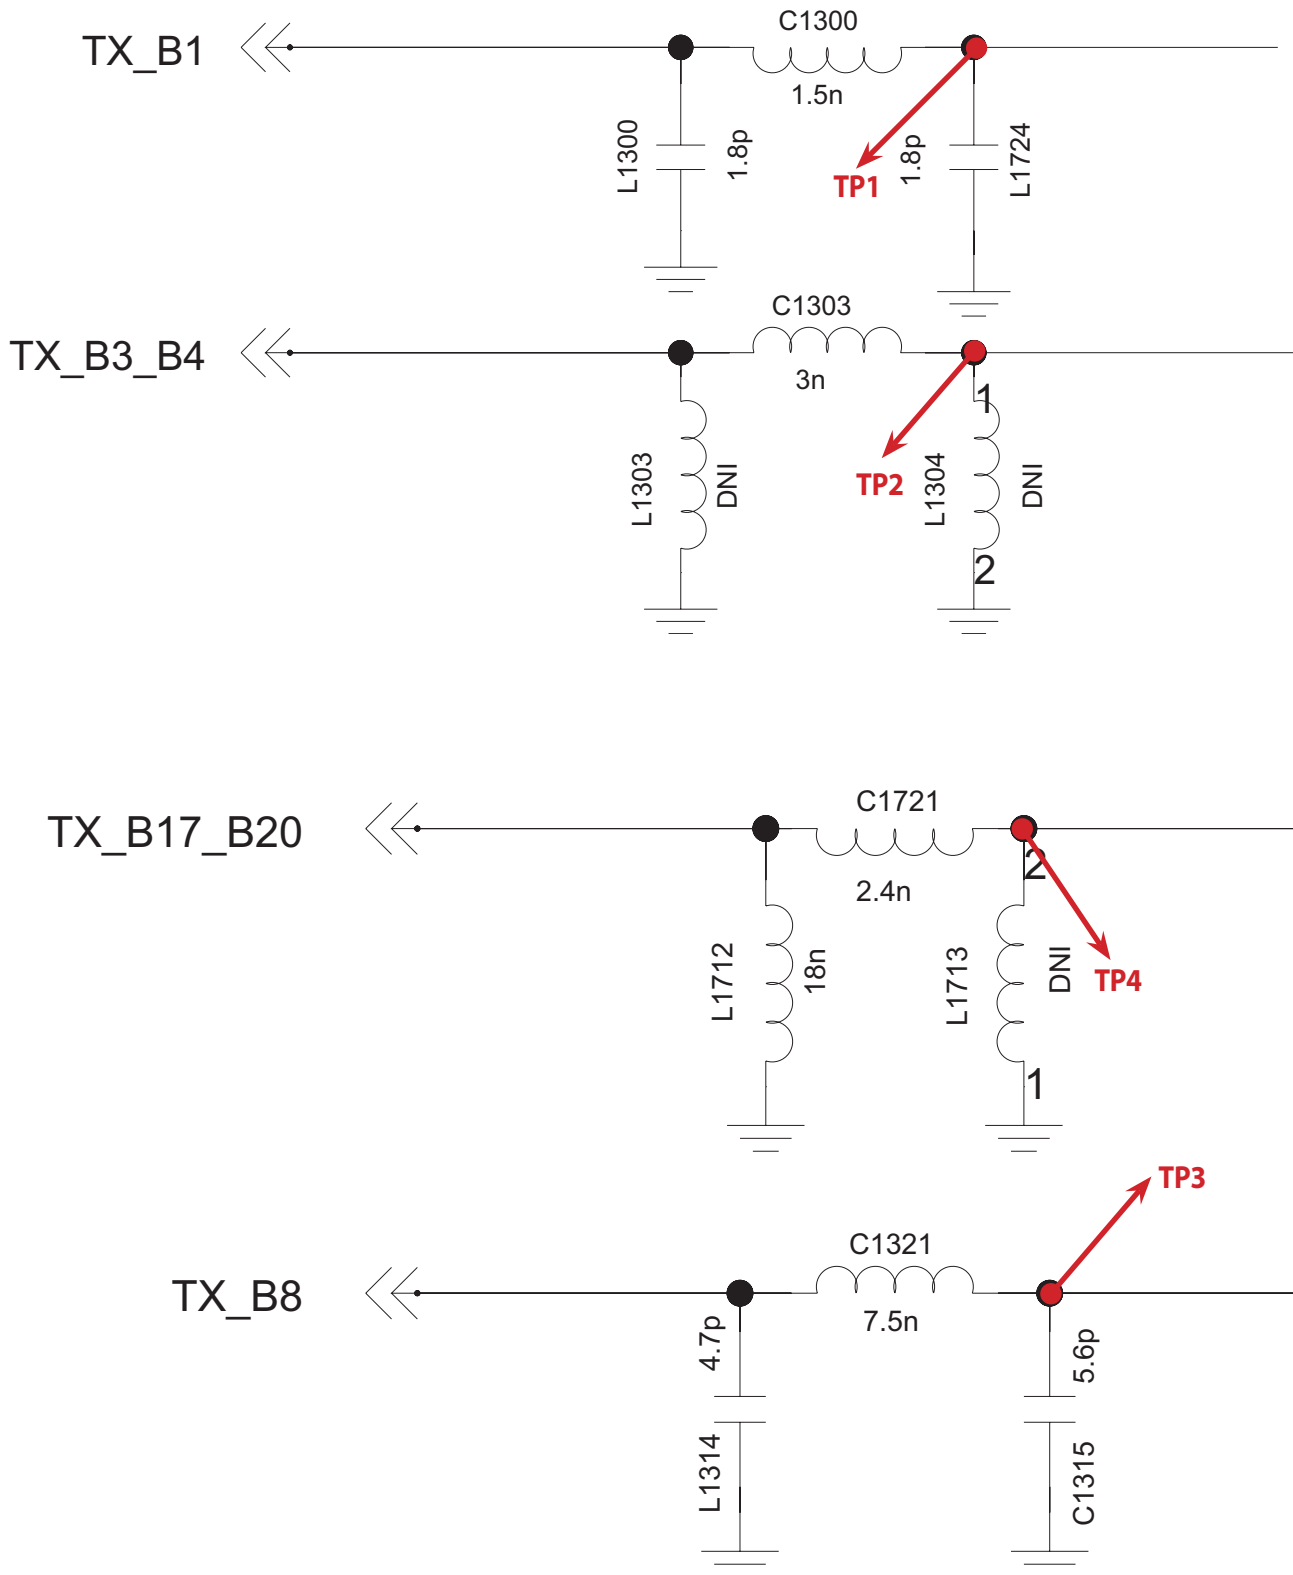 C1300
TX_B1
1.5n
L1300
1.8p
TP1
1.8p
L1724
C1303
TX_B3_B4
3n
1
L1303
DNI
TP2
L1304
DNI
2
C1721
TX_B17_B20
2
2.4n
L1712
18n
L1713
DNI
TP4
1
TP3
C1321
TX_B8
7.5n
4.7p
5.6p
L1314
C1315